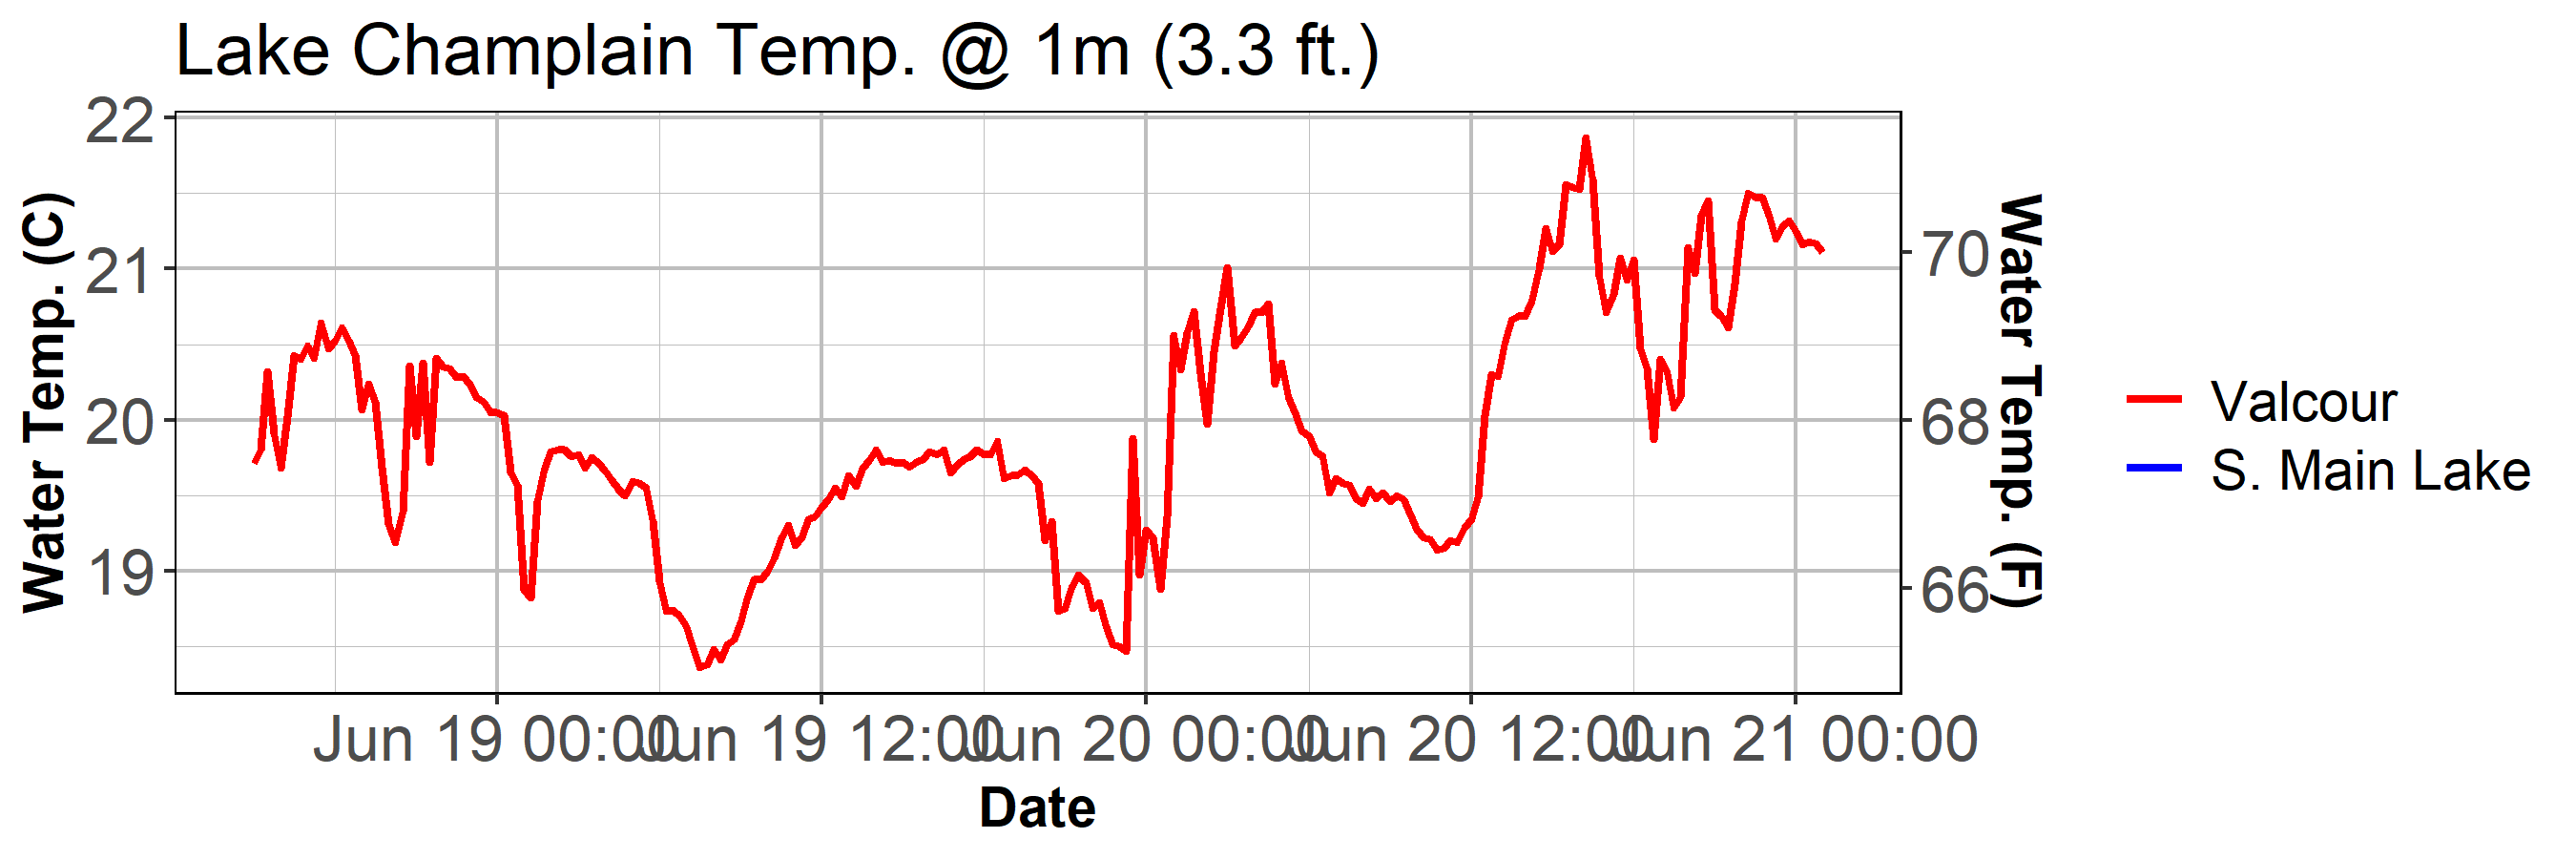 Lake Champlain Temp. @ 1m (3.3 ft.)
Water Temp. (C)
22
21
20
19
70
68
66
Water Temp. (F)
Valcour
S. Main Lake
Jun 19 00:00 Jun 19 12:00 Jun 20 00:00 Jun 20 12:00 Jun 21 00:00
Date